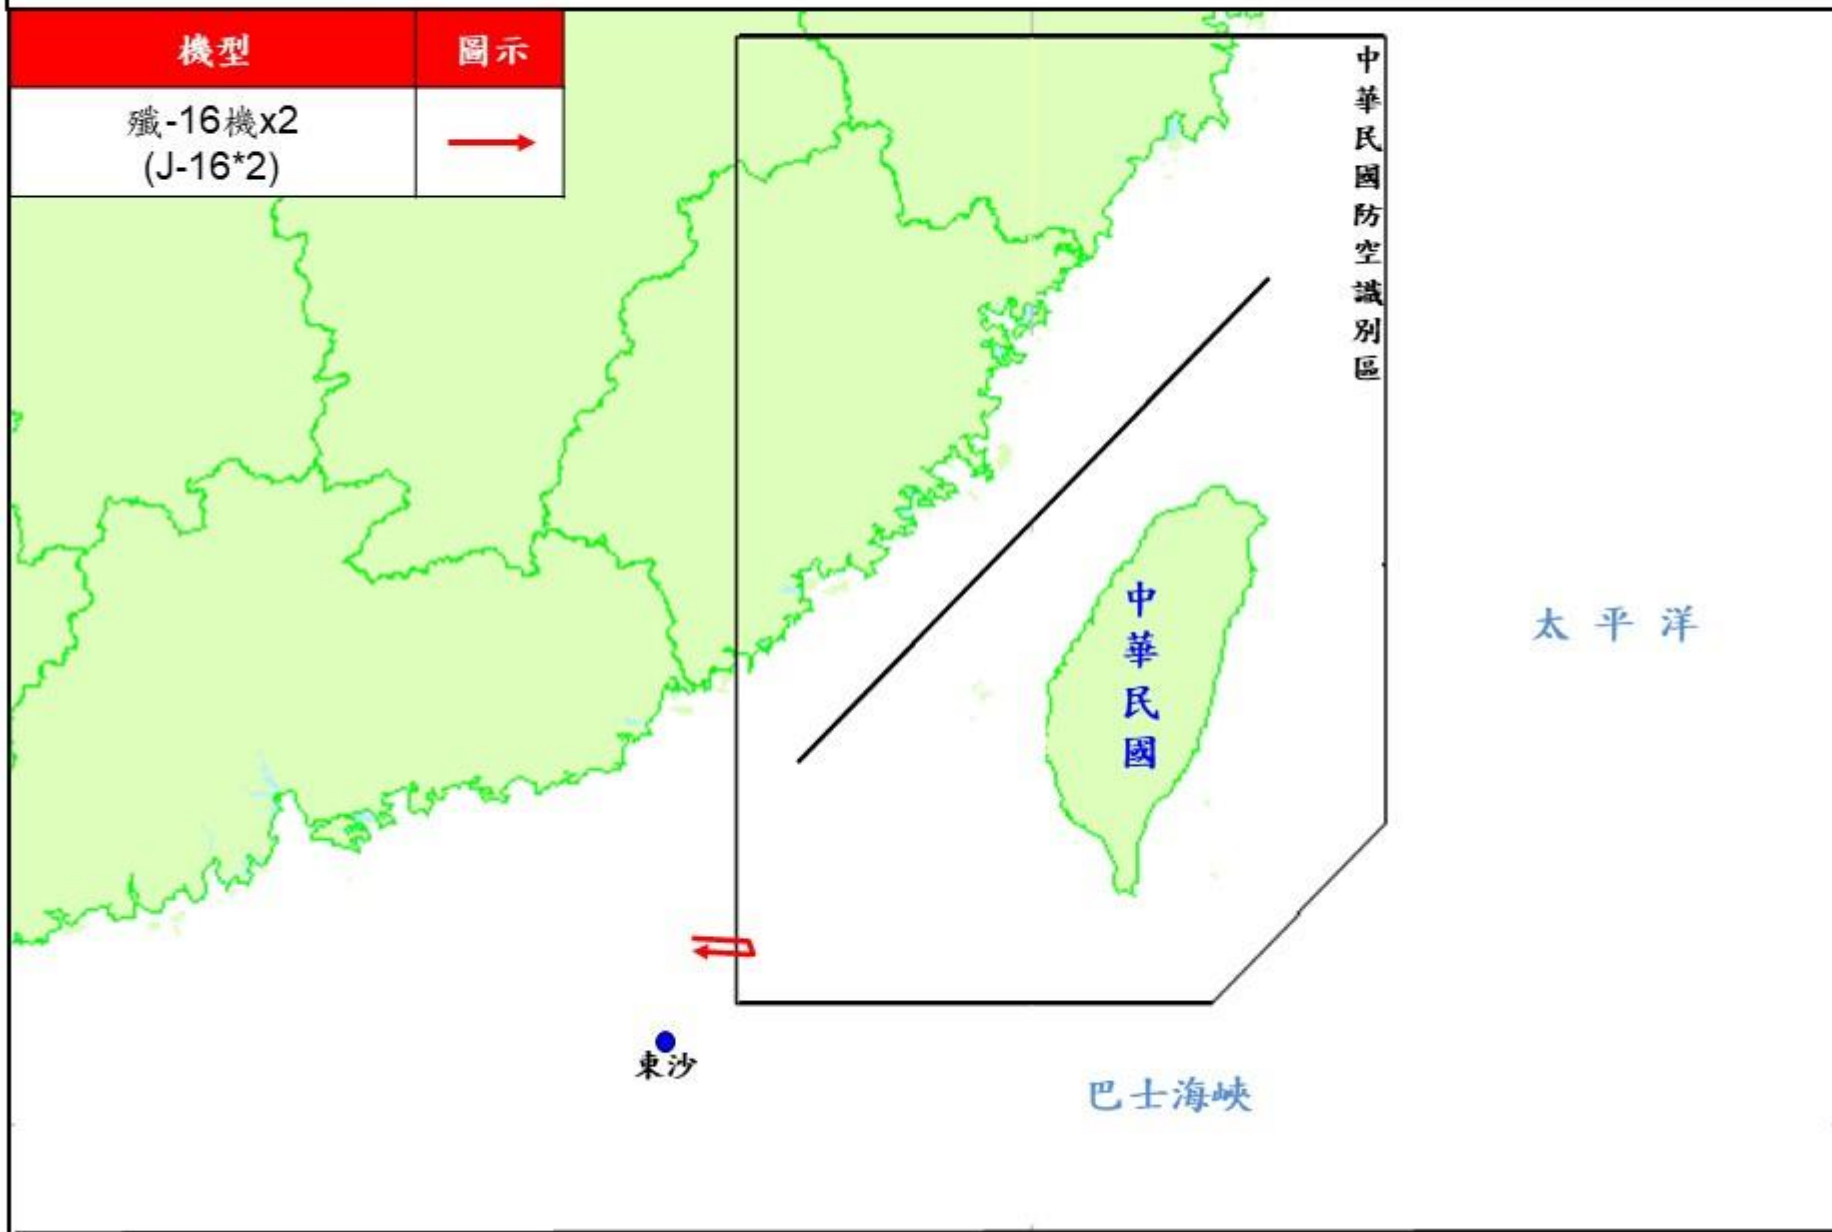 機型
圖示
殲-16機x2
(J-16*2)
中華民國防空識別區
中華民國
太平洋
東沙
巴士海峽